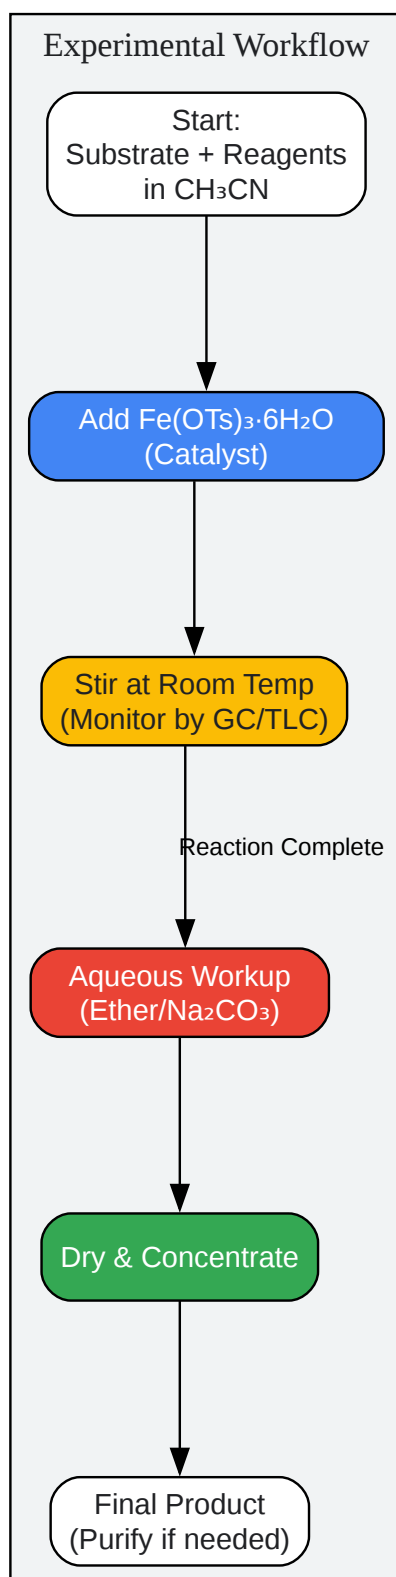 Experimental Workflow
Start:
Substrate + Reagents
in CH₃CN
Add Fe(OTs)₃·6H₂O
(Catalyst)
Stir at Room Temp
(Monitor by GC/TLC)
Reaction Complete
Aqueous Workup
(Ether/Na₂CO₃)
Dry & Concentrate
Final Product
(Purify if needed)